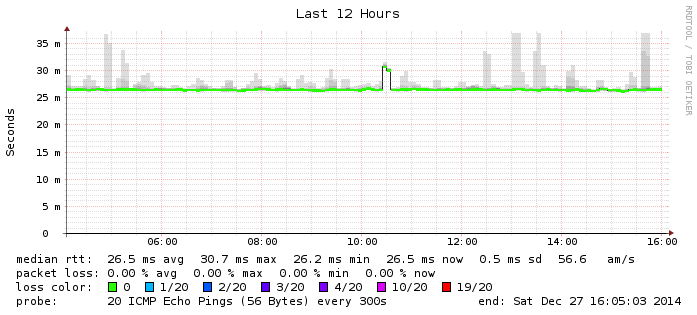 Last 12 Hours
RRDTOOL / TOBI OETIKER
Seconds
35 m
30 m
25 m
20 m
15 m
10 m
5 m
0
06:00 08:00 10:00 12:00 14:00 16:00
median rtt: 26.5 ms avg 30.7 ms max 26.2 ms min 26.5 ms now 0.5 ms sd 56.6 am/s
packet loss: 0.00 % avg 0.00 % max 0.00 % min 0.00 % now
loss color: 0 1/20 2/20 3/20 4/20 10/20 19/20
probe: 20 ICMP Echo Pings (56 Bytes) every 300s end: Sat Dec 27 16:05:03 2014